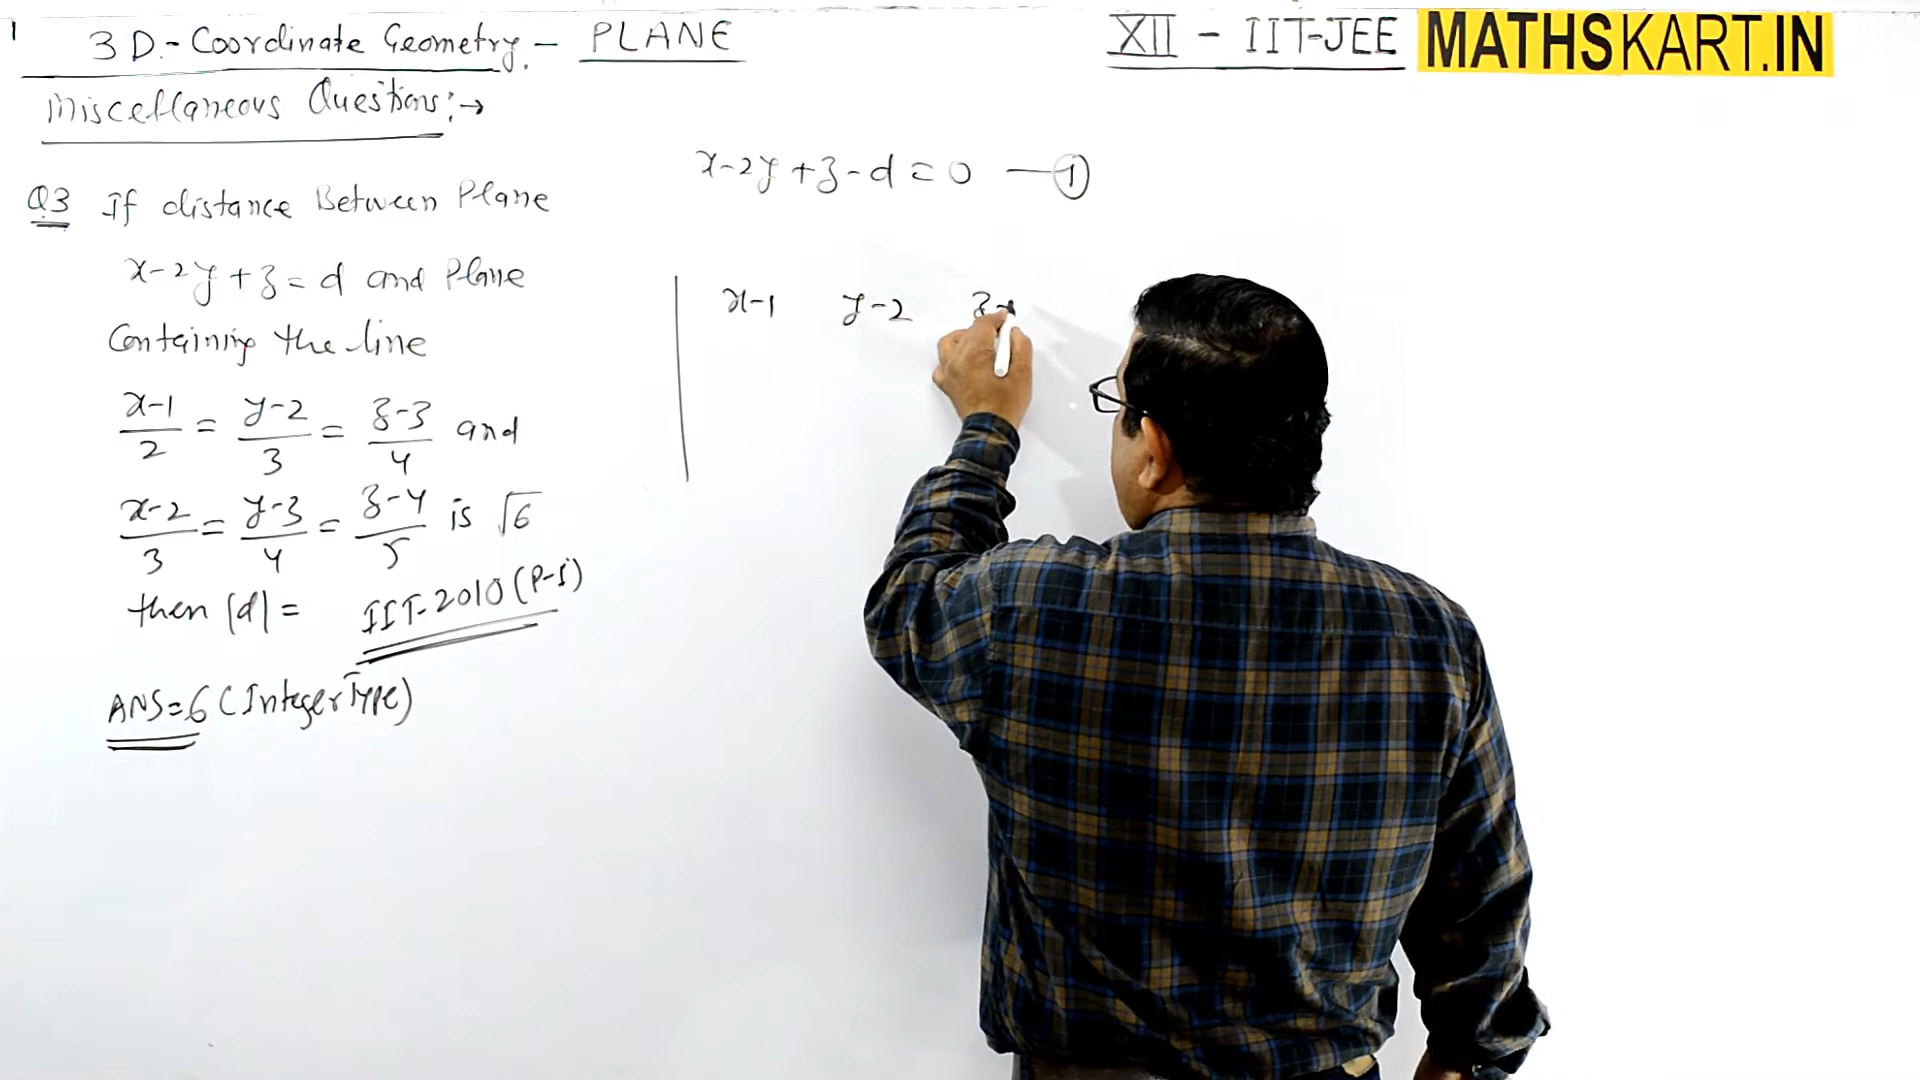 1
3D.- Coordinate Geometry. - PLANE
XII - IIT-JEE MATHSKART.IN
Miscellaneous Questions:→
Q3 If distance Between Plane
x-2y+z=d and Plane
Containing the line
x-1/2 = y-2/3 = z-3/4 and
x-2/3 = y-3/4 = z-4/5 is √6
then |d| = IIT-2010 (P-I)
ANS=6 (Integer Type)
x-2y+z-d=0 —①
| x-1 y-2 z-